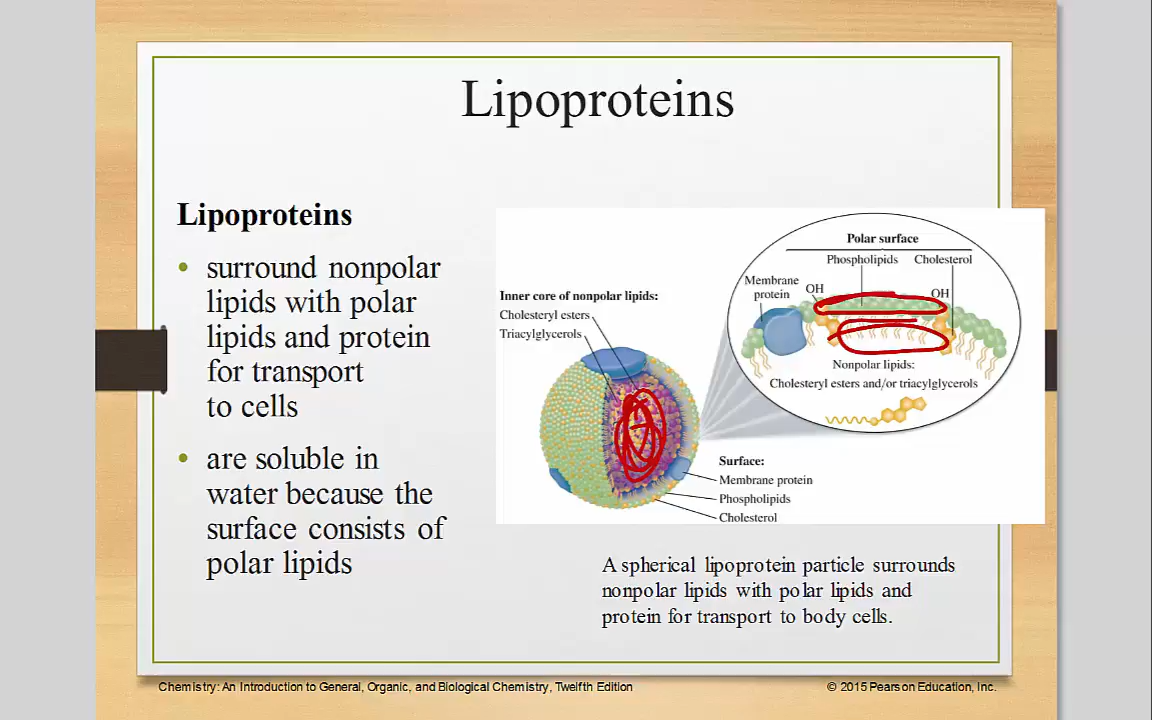 Lipoproteins
Lipoproteins
• surround nonpolar
lipids with polar
lipids and protein
for transport
to cells
• are soluble in
water because the
surface consists of
polar lipids
Polar surface
Phospholipids Cholesterol
Membrane
protein
OH
OH
Nonpolar lipids:
Cholesteryl esters and/or triacylglycerols
Inner core of nonpolar lipids:
Cholesteryl esters
Triacylglycerols
Surface:
Membrane protein
Phospholipids
Cholesterol
A spherical lipoprotein particle surrounds
nonpolar lipids with polar lipids and
protein for transport to body cells.
Chemistry: An Introduction to General, Organic, and Biological Chemistry, Twelfth Edition
© 2015 Pearson Education, Inc.